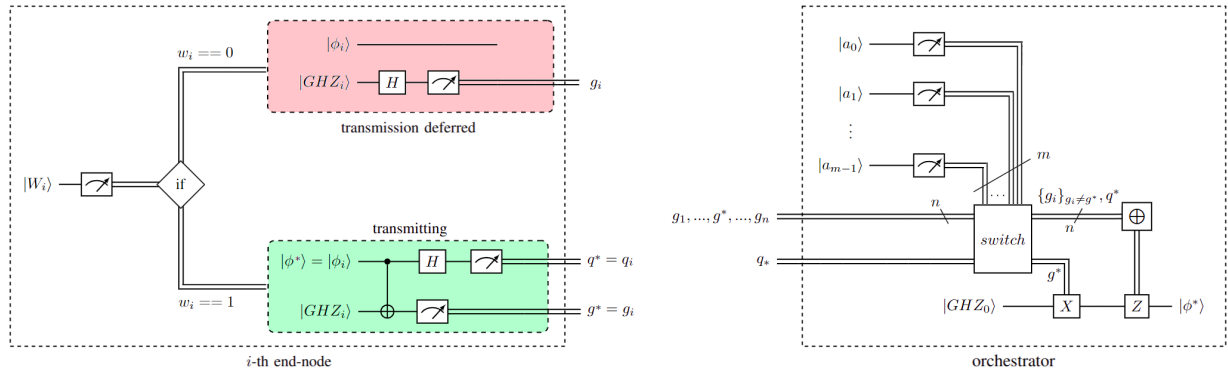 w_i == 0
|ϕ_i⟩
|GHZ_i⟩
H
g_i
transmission deferred
|W_i⟩
if
transmitting
|ϕ*⟩ = |ϕ_i⟩
H
q* = q_i
w_i == 1
|GHZ_i⟩
g* = g_i
i-th end-node
|a_0⟩
|a_1⟩
⋮
|a_{m−1}⟩
m
...
g_1, ..., g*, ..., g_n
n
switch
{g_i}_{g_i≠g*}, q*
n
⊕
q_*
g*
|GHZ_0⟩
X
Z
|ϕ*⟩
orchestrator